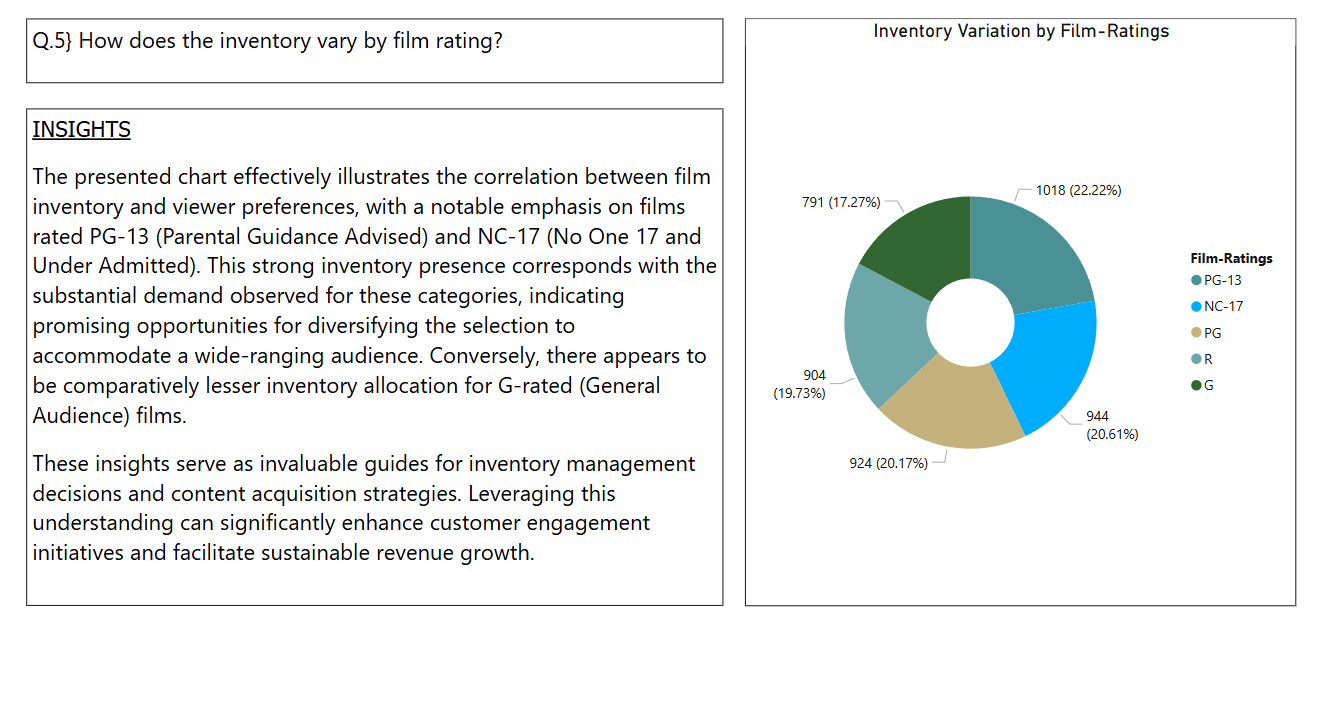 Q.5} How does the inventory vary by film rating?
INSIGHTS
The presented chart effectively illustrates the correlation between film
inventory and viewer preferences, with a notable emphasis on films
rated PG-13 (Parental Guidance Advised) and NC-17 (No One 17 and
Under Admitted). This strong inventory presence corresponds with the
substantial demand observed for these categories, indicating
promising opportunities for diversifying the selection to
accommodate a wide-ranging audience. Conversely, there appears to
be comparatively lesser inventory allocation for G-rated (General
Audience) films.
These insights serve as invaluable guides for inventory management
decisions and content acquisition strategies. Leveraging this
understanding can significantly enhance customer engagement
initiatives and facilitate sustainable revenue growth.
Inventory Variation by Film-Ratings
1018 (22.22%)
791 (17.27%)
904
(19.73%)
944
(20.61%)
924 (20.17%)
Film-Ratings
PG-13
NC-17
PG
R
G